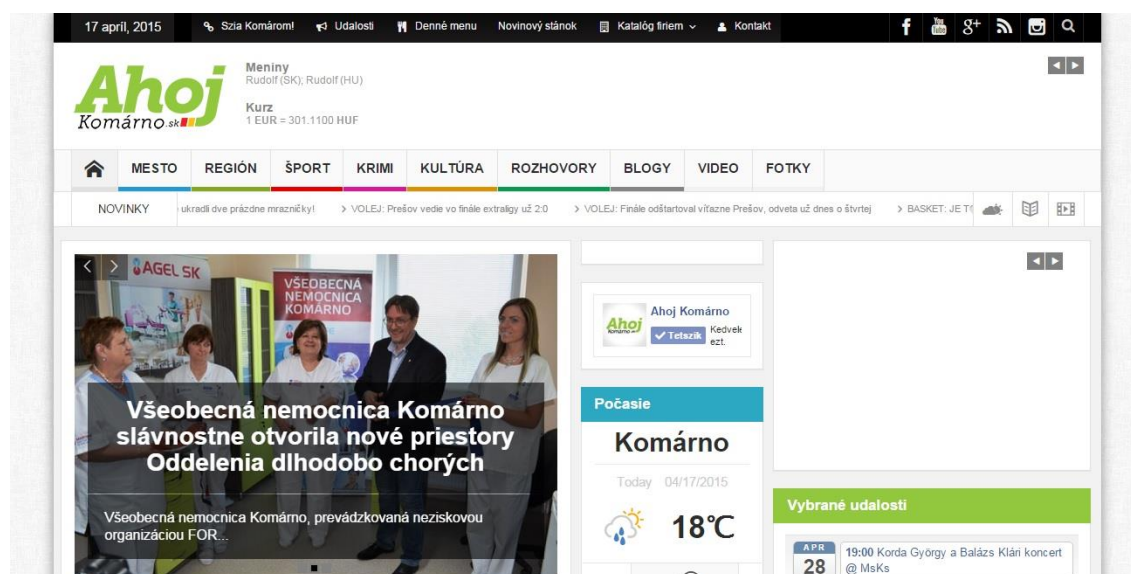 17 apríl, 2015
Szia Komárom!
Udalosti
Denné menu
Novinový stánok
Katalóg firiem
Kontakt
Ahoj
Komárno.sk
Meniny
Rudolf (SK); Rudolf (HU)
Kurz
1 EUR = 301.1100 HUF
MESTO
REGIÓN
ŠPORT
KRIMI
KULTÚRA
ROZHOVORY
BLOGY
VIDEO
FOTKY
NOVINKY
ukradli dve prázdne mrazničky!
VOLEJ: Prešov vedie vo finále extraligy už 2:0
VOLEJ: Finále odštartoval víťazne Prešov, odveta už dnes o štvrtej
BASKET: JE
AGEL SK
VŠEOBECNÁ
NEMOCNICA
KOMÁRNO
Všeobecná nemocnica Komárno
slávnostne otvorila nové priestory
Oddelenia dlhodobo chorých
Všeobecná nemocnica Komárno, prevádzkovaná neziskovou
organizáciou FOR...
Ahoj
Ahoj Komárno
Tetszik
Kedvek
ezt.
Počasie
Komárno
Today 04/17/2015
18℃
Vybrané udalosti
APR
28
19:00 Korda György a Balázs Klári koncert
@ MsKs